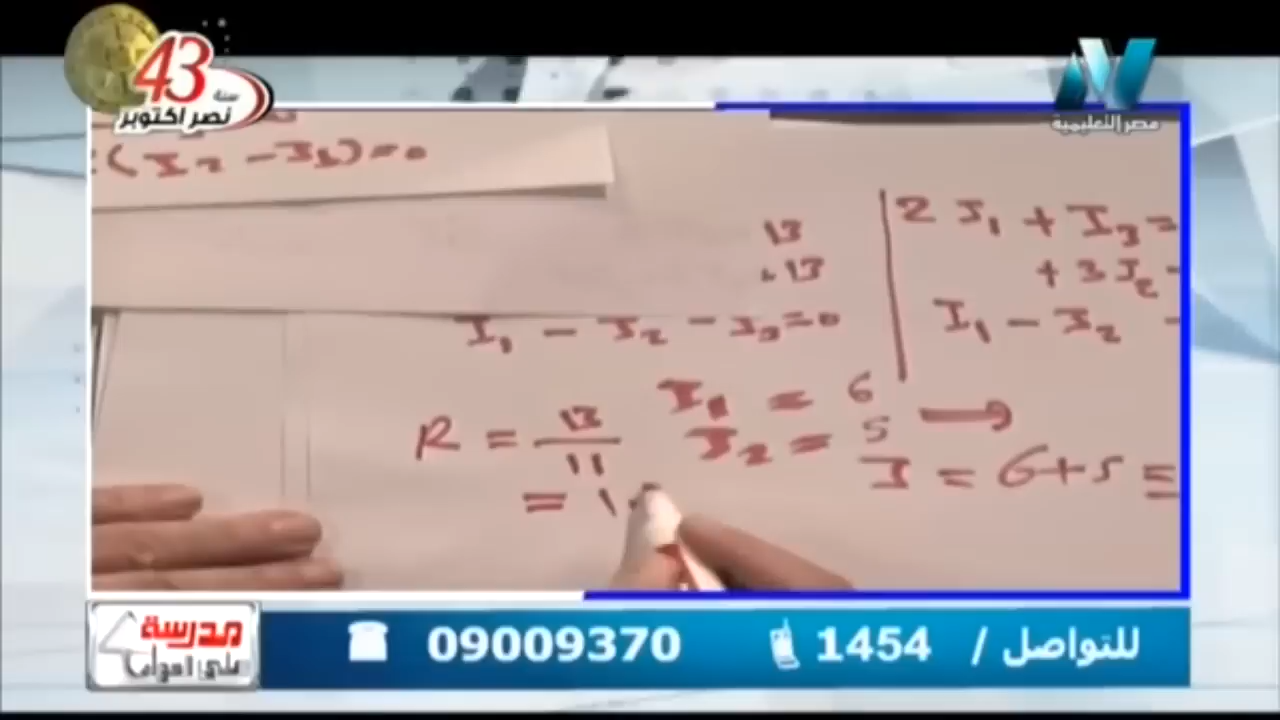 43
سنة
نصر اكتوبر
مصر التعليمية
(I₂ - I₃) = 0
13
13
I₁ - I₂ - I₃ = 0
2 I₁ + I₃ =
+ 3 I₂ -
I₁ - I₂ -
I₁ = 6
I₂ = 5
R = 13/11
= 1
I = 6 + 5 =
مدرسة
على الهواء
09009370
1454
للتواصل /